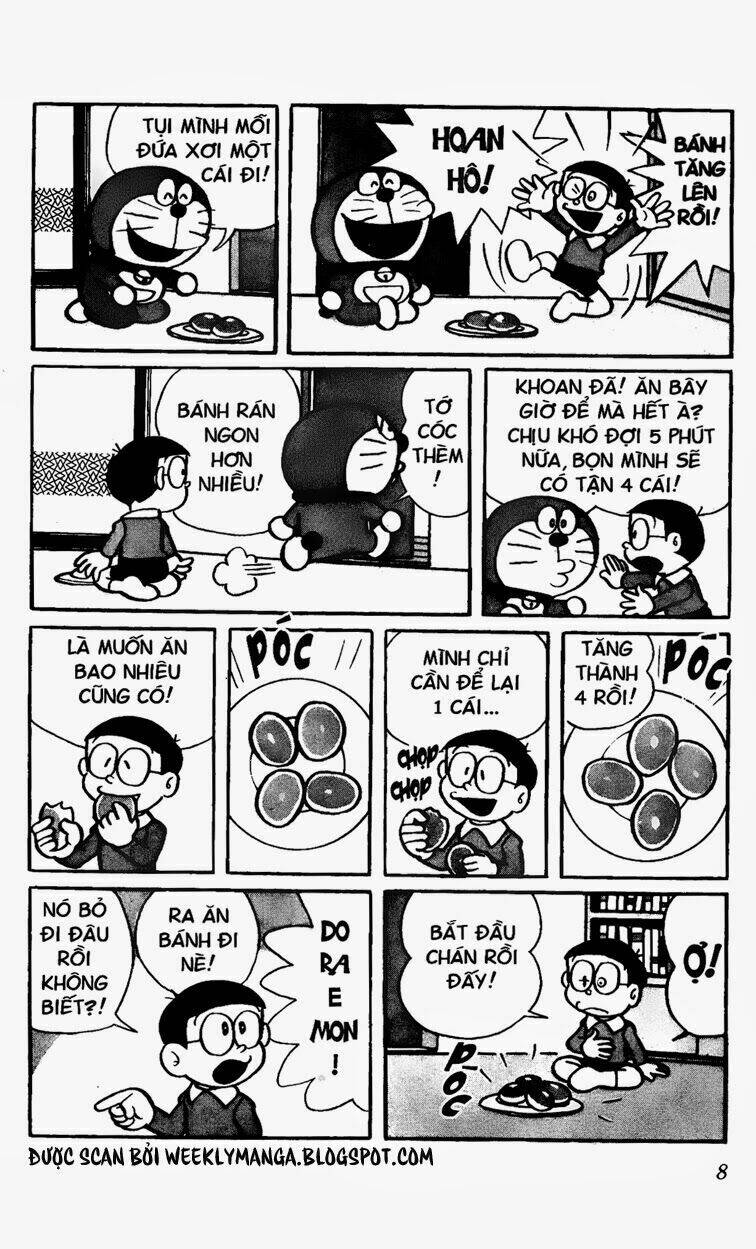 BÁNH
TĂNG
LÊN
RỒI!
HOAN
HÔ!
TỤI MÌNH MỖI
ĐỨA XƠI MỘT
CÁI ĐI!
KHOAN ĐÃ! ĂN BÂY
GIỜ ĐỂ MÀ HẾT À?
CHỊU KHÓ ĐỢI 5 PHÚT
NỮA, BỌN MÌNH SẼ
CÓ TẬN 4 CÁI!
TỚ
CÓC
THÈM
!
BÁNH RÁN
NGON
HƠN
NHIỀU!
PÓC
TĂNG
THÀNH
4 RỒI!
MÌNH CHỈ
CẦN ĐỂ LẠI
1 CÁI...
CHỌP
CHỌP
PÓC
LÀ MUỐN ĂN
BAO NHIÊU
CŨNG CÓ!
Ợ!
BẮT ĐẦU
CHÁN RỒI
ĐẤY!
PÓC
DO
RA
E
MON
!
RA ĂN
BÁNH ĐI
NÈ!
NÓ BỎ
ĐI ĐÂU
RỒI
KHÔNG
BIẾT?!
ĐƯỢC SCAN BỞI WEEKLYMANGA.BLOGSPOT.COM
8